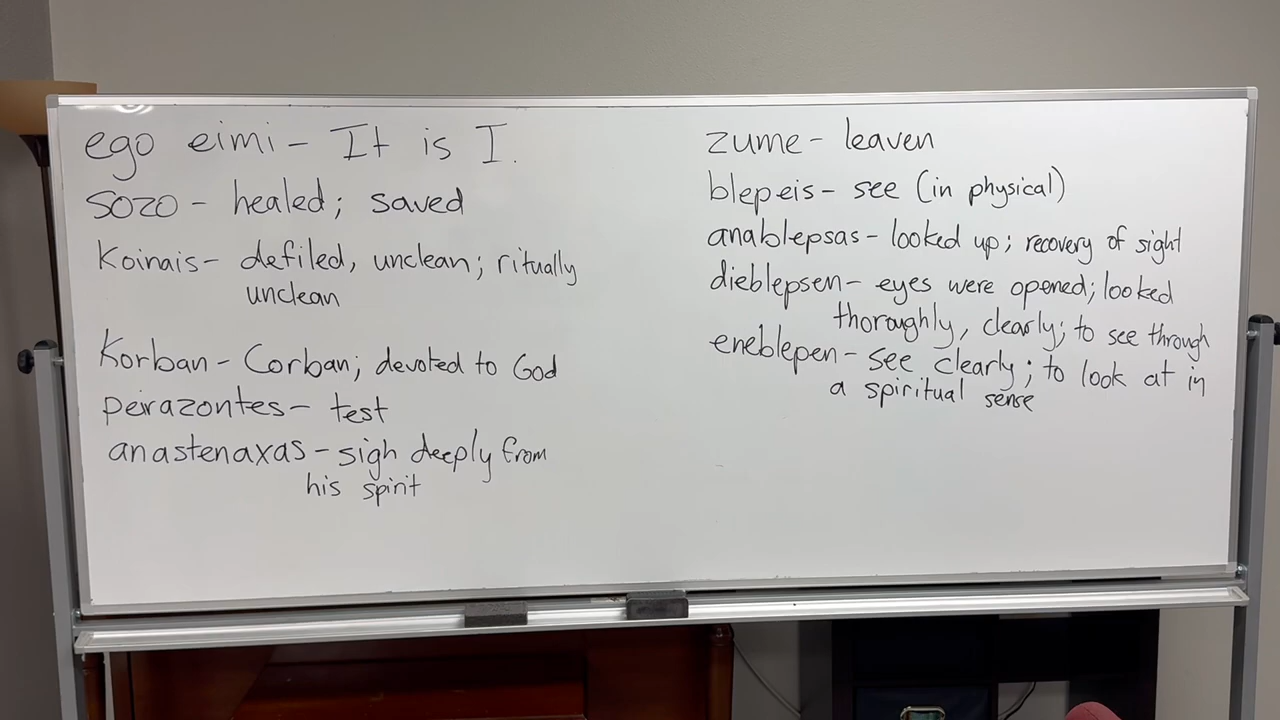 ego eimi - It is I.
sozo - healed; saved
Koinais - defiled, unclean; ritually
unclean
Korban - Corban; devoted to God
peirazontes - test
anastenaxas - sigh deeply from
his spirit
zume - leaven
blepeis - see (in physical)
anablepsas - looked up; recovery of sight
dieblepsen - eyes were opened; looked
thoroughly, clearly; to see through
eneblepen - see clearly; to look at in
a spiritual sense